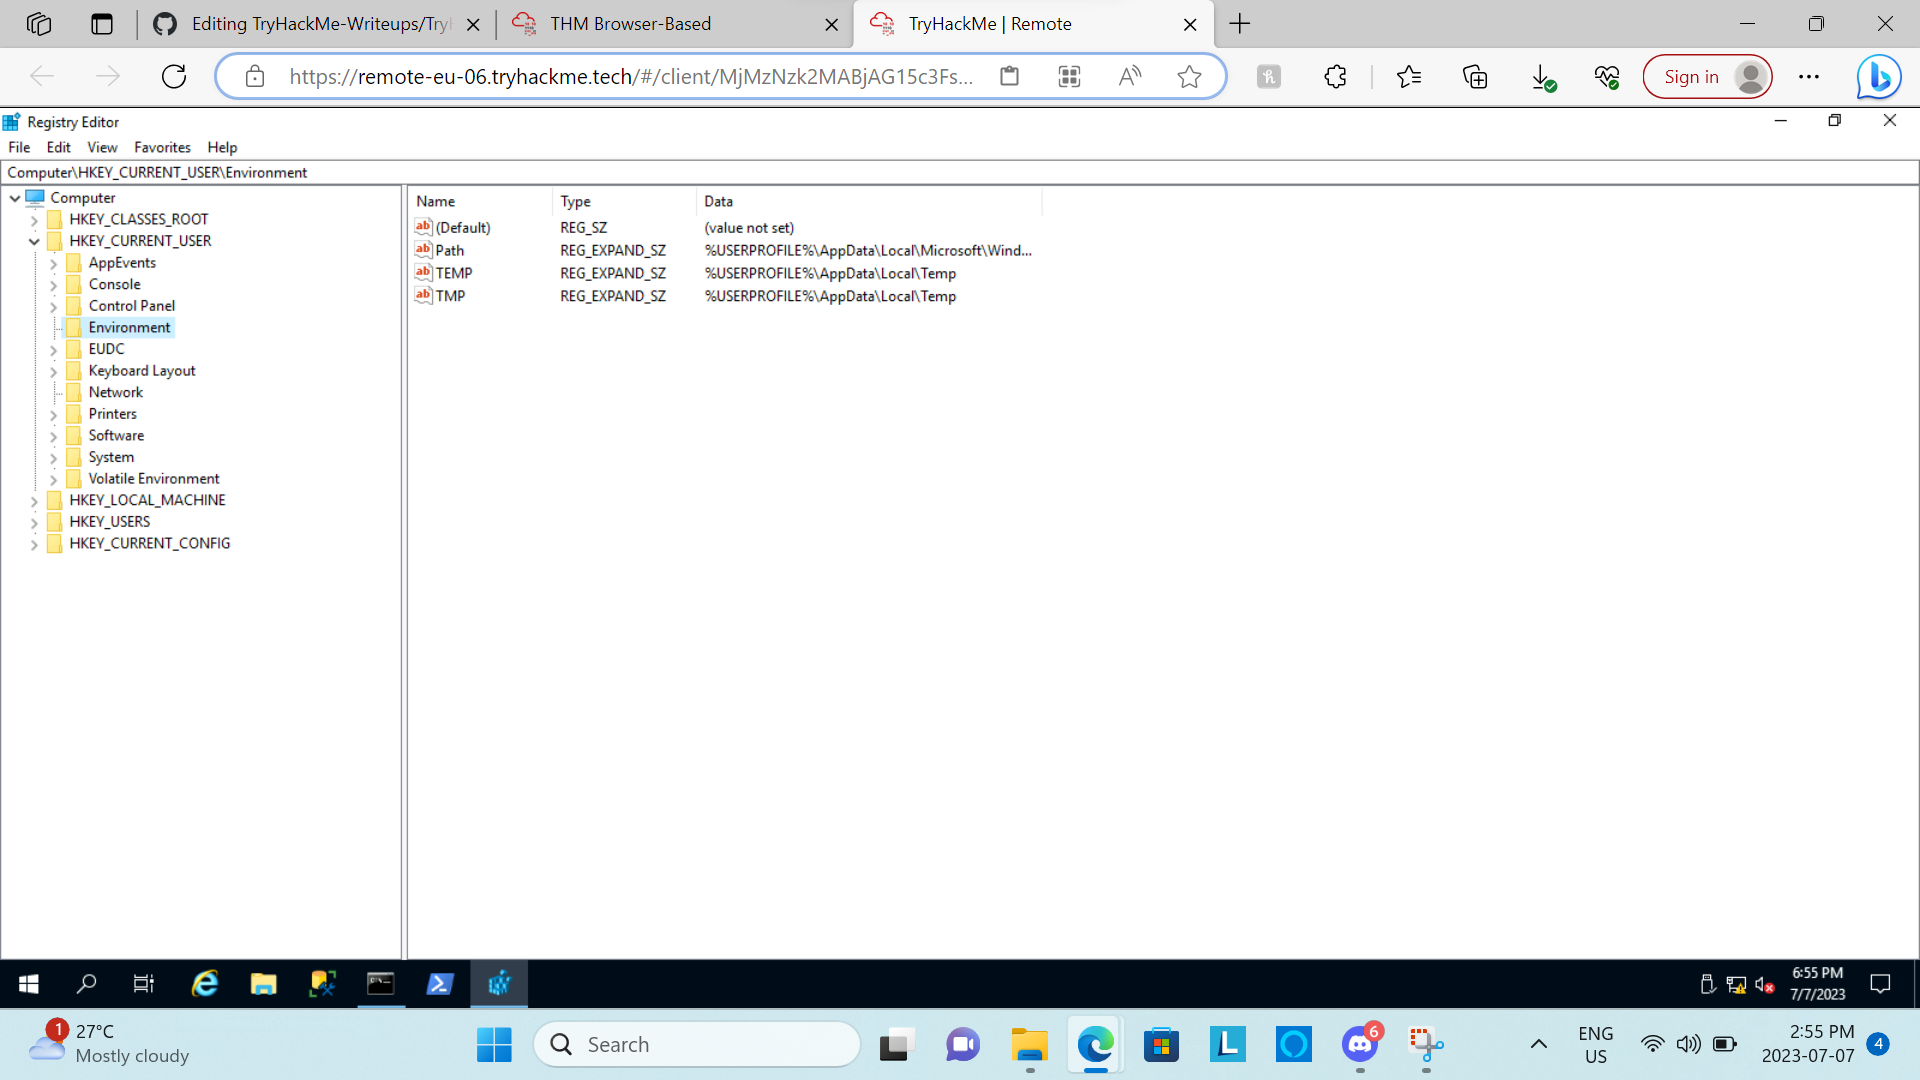 Editing TryHackMe-Writeups/Try
THM Browser-Based
TryHackMe | Remote
https://remote-eu-06.tryhackme.tech/#/client/MjMzNzk2MABjAG15c3Fs...
Sign in
Registry Editor
File Edit View Favorites Help
Computer\HKEY_CURRENT_USER\Environment
Computer
HKEY_CLASSES_ROOT
HKEY_CURRENT_USER
AppEvents
Console
Control Panel
Environment
EUDC
Keyboard Layout
Network
Printers
Software
System
Volatile Environment
HKEY_LOCAL_MACHINE
HKEY_USERS
HKEY_CURRENT_CONFIG
Name Type Data
(Default) REG_SZ (value not set)
Path REG_EXPAND_SZ %USERPROFILE%\AppData\Local\Microsoft\Wind...
TEMP REG_EXPAND_SZ %USERPROFILE%\AppData\Local\Temp
TMP REG_EXPAND_SZ %USERPROFILE%\AppData\Local\Temp
6:55 PM
7/7/2023
1
27°C
Mostly cloudy
Search
6
ENG
US
2:55 PM
2023-07-07
4